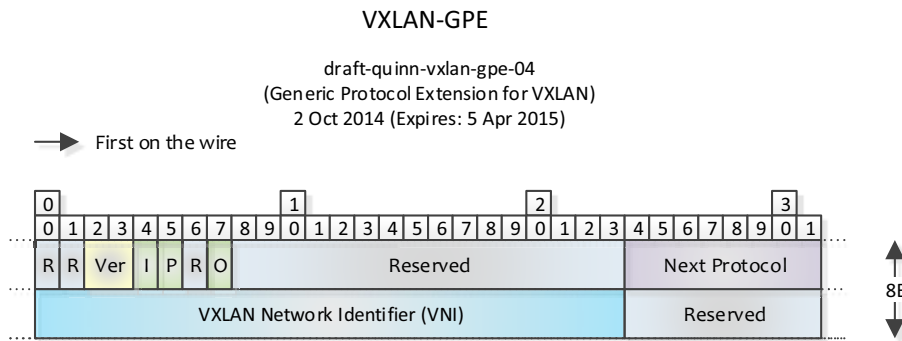 VXLAN-GPE
draft-quinn-vxlan-gpe-04
(Generic Protocol Extension for VXLAN)
2 Oct 2014 (Expires: 5 Apr 2015)
First on the wire
0 1 2 3
0 1 2 3 4 5 6 7 8 9 0 1 2 3 4 5 6 7 8 9 0 1 2 3 4 5 6 7 8 9 0 1
R R Ver I P R O Reserved Next Protocol
8B
VXLAN Network Identifier (VNI) Reserved